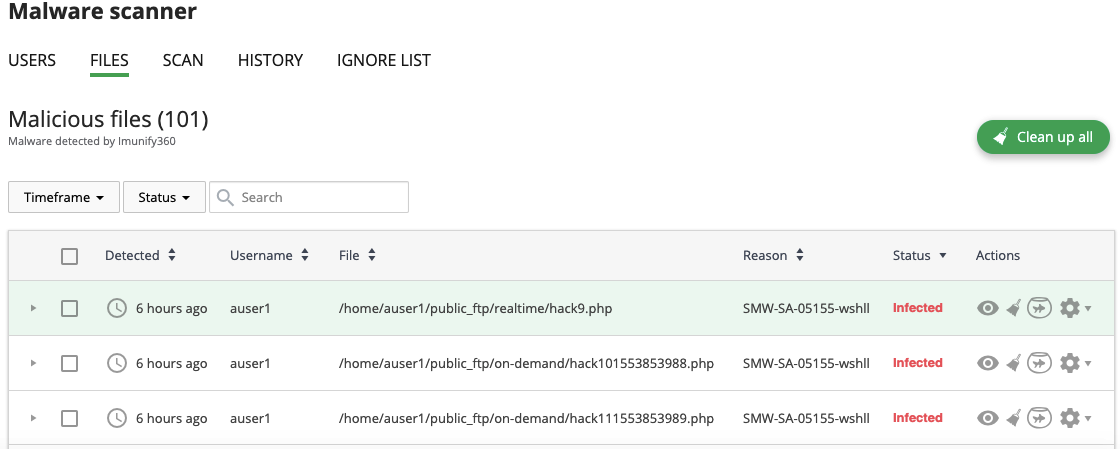 Malware scanner
USERS FILES SCAN HISTORY IGNORE LIST
Malicious files (101)
Malware detected by Imunify360
Clean up all
Timeframe Status Search
Detected Username File Reason Status Actions
6 hours ago auser1 /home/auser1/public_ftp/realtime/hack9.php SMW-SA-05155-wshll Infected
6 hours ago auser1 /home/auser1/public_ftp/on-demand/hack101553853988.php SMW-SA-05155-wshll Infected
6 hours ago auser1 /home/auser1/public_ftp/on-demand/hack111553853989.php SMW-SA-05155-wshll Infected